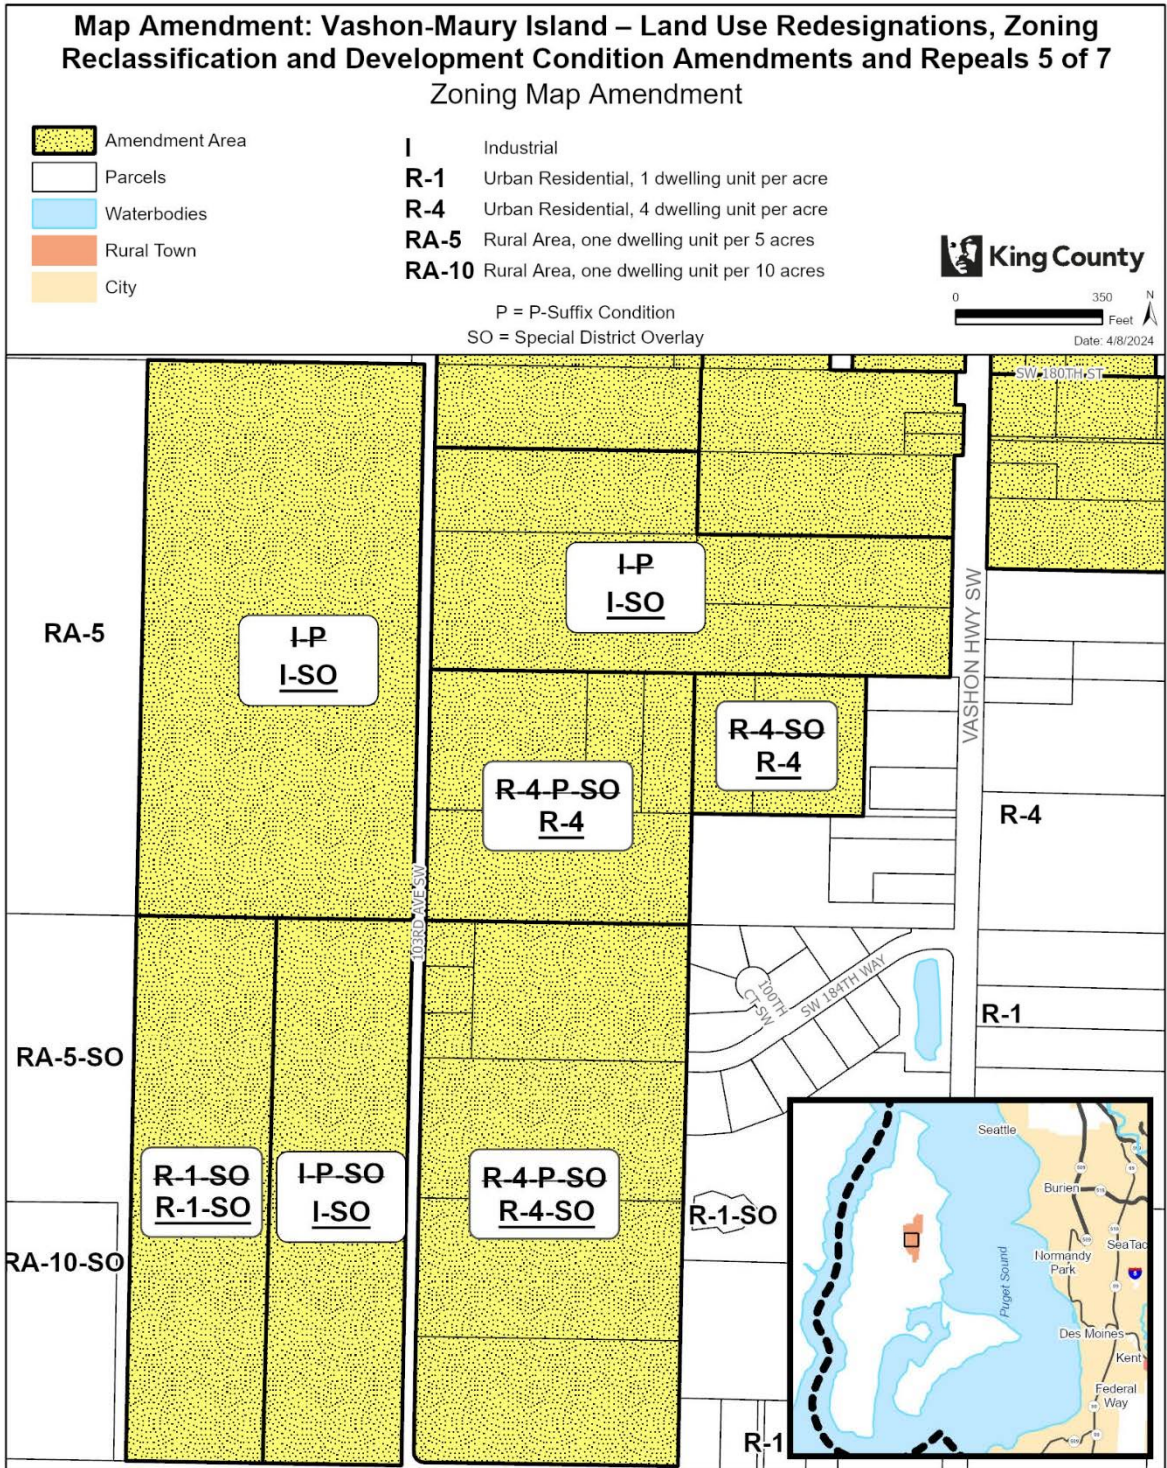 Map Amendment: Vashon-Maury Island – Land Use Redesignations, Zoning
Reclassification and Development Condition Amendments and Repeals 5 of 7
Zoning Map Amendment
Amendment Area
Parcels
Waterbodies
Rural Town
City
I Industrial
R-1 Urban Residential, 1 dwelling unit per acre
R-4 Urban Residential, 4 dwelling unit per acre
RA-5 Rural Area, one dwelling unit per 5 acres
RA-10 Rural Area, one dwelling unit per 10 acres
P = P-Suffix Condition
SO = Special District Overlay
King County
0 350
Feet
N
Date: 4/8/2024
SW 180TH ST
I-P
I-SO
VASHON HWY SW
RA-5
I-P
I-SO
R-4-SO
R-4
R-4-P-SO
R-4
R-4
103RD AVE SW
100TH
CT SW
SW 184TH WAY
R-1
RA-5-SO
R-1-SO
R-1-SO
I-P-SO
I-SO
R-4-P-SO
R-4-SO
R-1-SO
RA-10-SO
R-1
Seattle
Burien
Normandy
Park
SeaTac
Puget Sound
Des Moines
Kent
Federal
Way